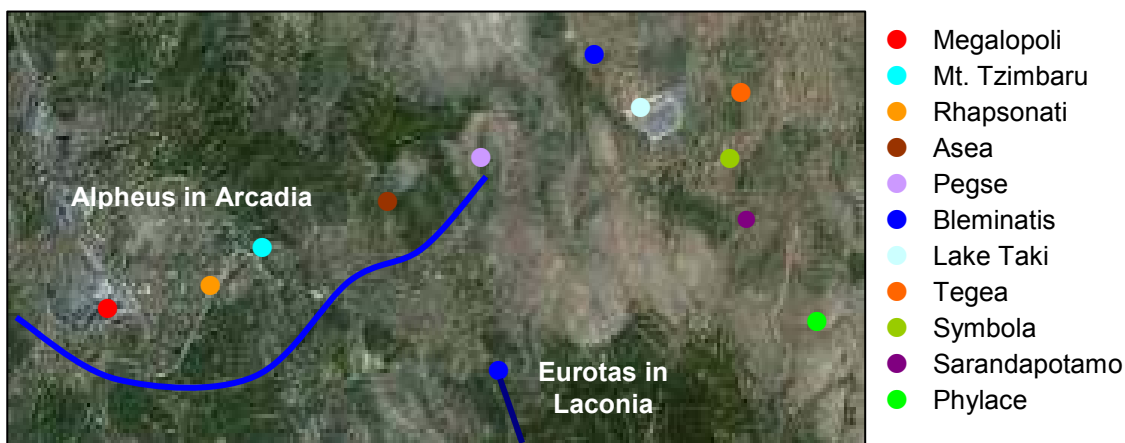 Alpheus in Arcadia
Eurotas in
Laconia
Megalopoli
Mt. Tzimbaru
Rhapsonati
Asea
Pegse
Bleminatis
Lake Taki
Tegea
Symbola
Sarandapotamo
Phylace